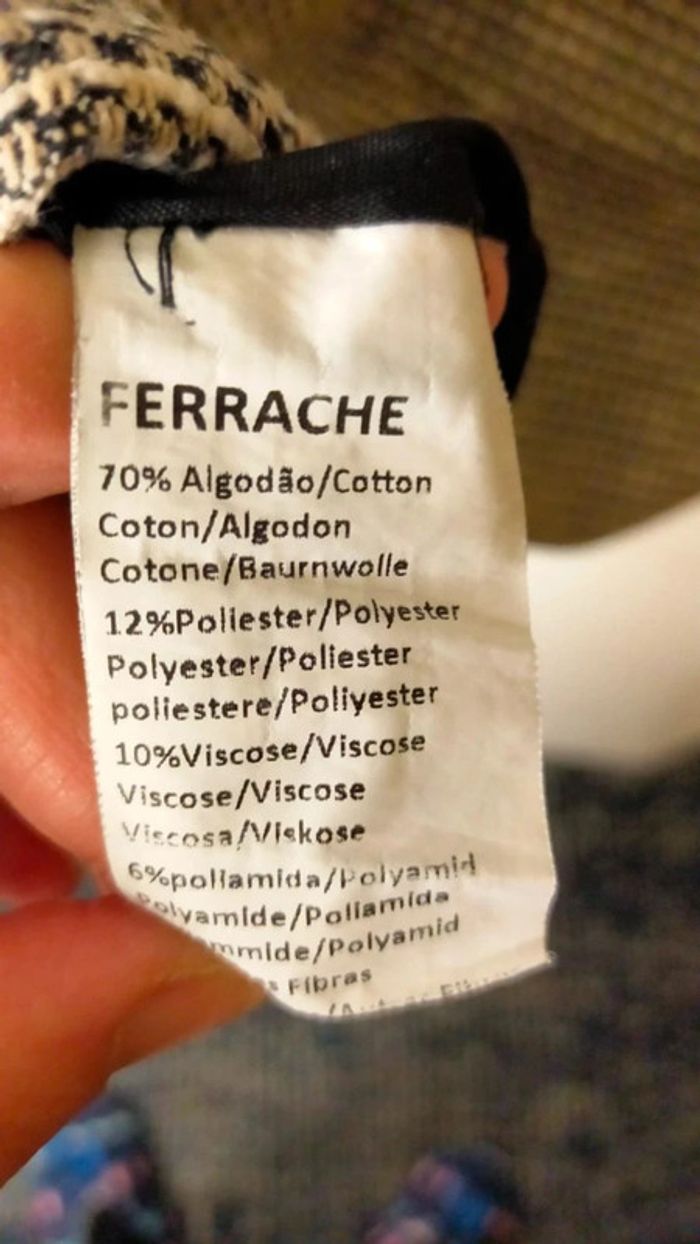 FERRACHE
70% Algodão/Cotton
Coton/Algodon
Cotone/Baurnwolle
12%Poliester/Polyester
Polyester/Poliester
poliestere/Poliyester
10%Viscose/Viscose
Viscose/Viscose
Viscosa/Viskose
6%poliamida/Polyamid
Polyamide/Poliamida
/Polyamid
Fibras